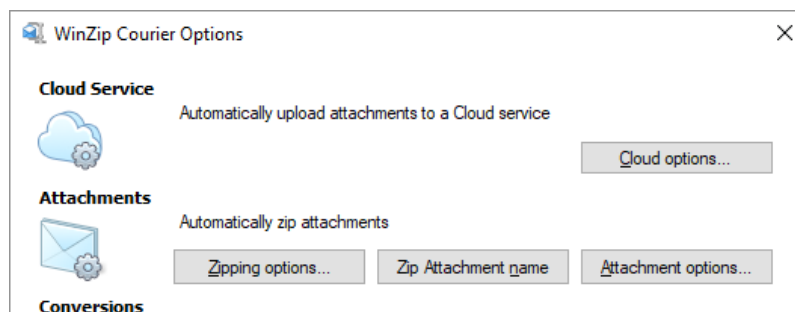 WinZip Courier Options
Cloud Service
Automatically upload attachments to a Cloud service
Cloud options...
Attachments
Automatically zip attachments
Zipping options... Zip Attachment name Attachment options...
Conversions